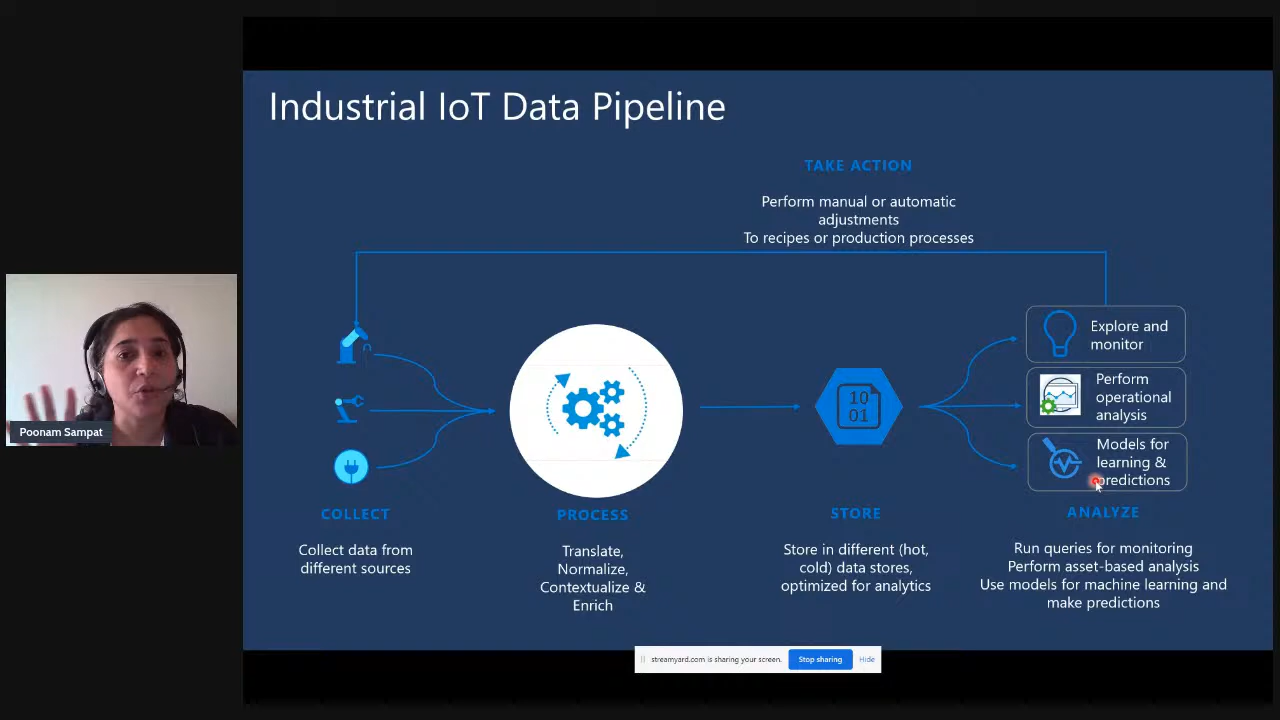 Industrial IoT Data Pipeline
TAKE ACTION
Perform manual or automatic
adjustments
To recipes or production processes
Explore and
monitor
Perform
operational
analysis
10
01
Models for
learning &
predictions
Poonam Sampat
COLLECT
Collect data from
different sources
PROCESS
Translate,
Normalize,
Contextualize &
Enrich
STORE
Store in different (hot,
cold) data stores,
optimized for analytics
ANALYZE
Run queries for monitoring
Perform asset-based analysis
Use models for machine learning and
make predictions
streamyard.com is sharing your screen.
Stop sharing
Hide